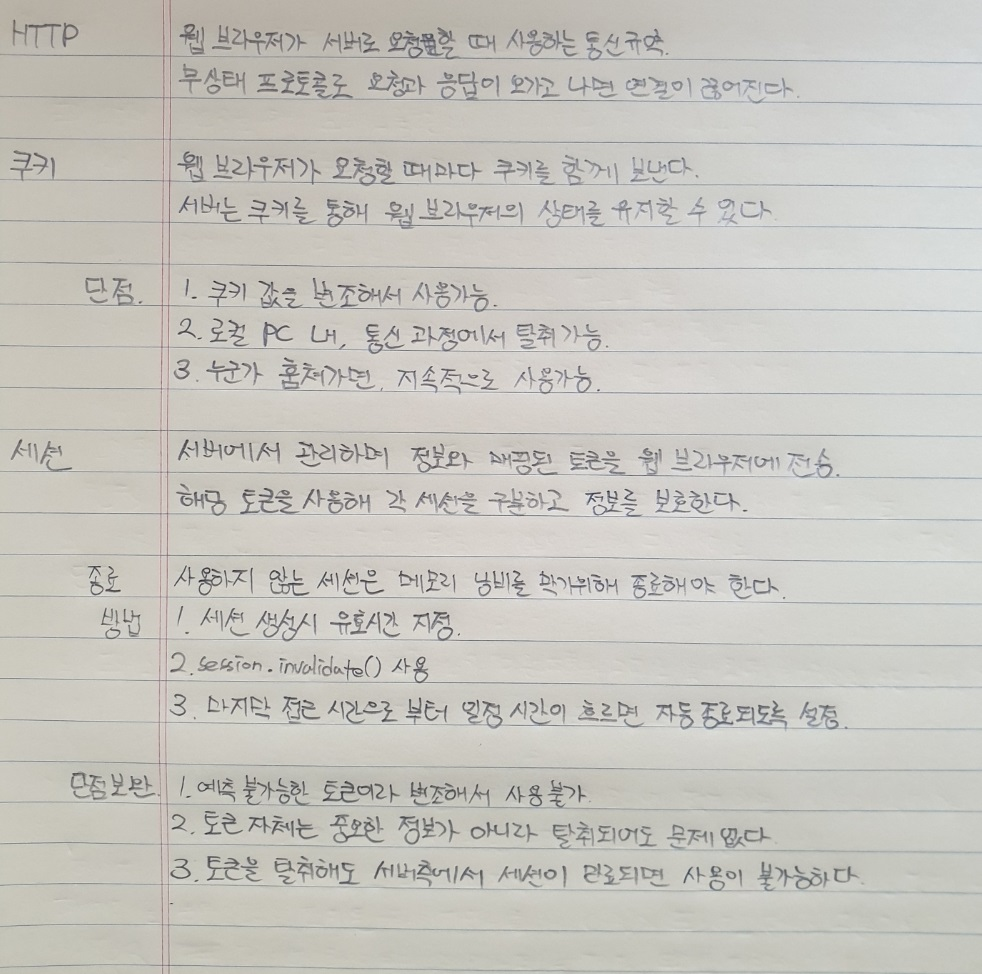 HTTP 웹 브라우저가 서버로 요청할 때 사용하는 통신규약.
무상태 프로토콜로 요청과 응답이 오가고 나면 연결이 끊어진다.
쿠키 웹 브라우저가 요청할 때마다 쿠키를 함께 보낸다.
서버는 쿠키를 통해 웹 브라우저의 상태를 유지할 수 있다
단점. 1. 쿠키 값을 변조해서 사용가능.
2. 로컬 PC 내, 통신 과정에서 탈취 가능.
3. 누군가 훔쳐가면, 지속적으로 사용가능.
세션 서버에서 관리하며 정보와 매핑된 토큰을 웹 브라우저에 전송.
해당 토큰을 사용해 각 세션을 구분하고 정보를 보호한다.
종료 사용하지 않는 세션은 메모리 낭비를 막기위해 종료해야 한다.
방법 1. 세션 생성시 유효시간 지정.
2. session.invalidate() 사용
3. 마지막 접근 시간으로 부터 일정 시간이 흐르면 자동종료되도록 설정.
단점보완. 1. 예측 불가능한 토큰이라 변조해서 사용불가.
2. 토큰 자체는 중요한 정보가 아니라 탈취되어도 문제 없다.
3. 토큰을 탈취해도 서버측에서 세션이 만료되면 사용이 불가능하다.